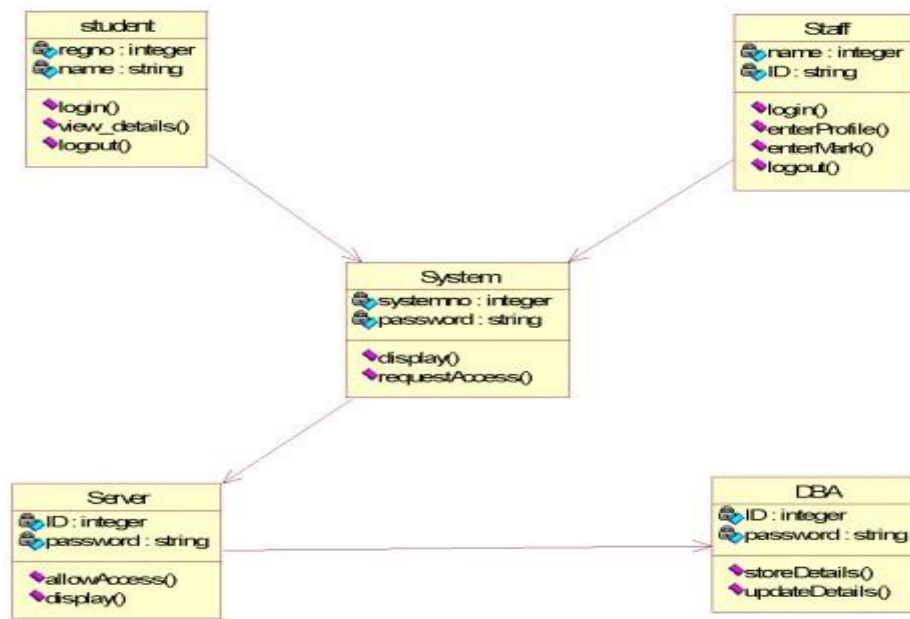 student
regno : integer
name : string
login()
view_details()
logout()
Staff
name : integer
ID : string
login()
enterProfile()
enterMark()
logout()
System
systemno : integer
password : string
display()
requestAccess()
Server
ID : integer
password : string
allowAccess()
display()
DBA
ID : integer
password : string
storeDetails()
updateDetails()